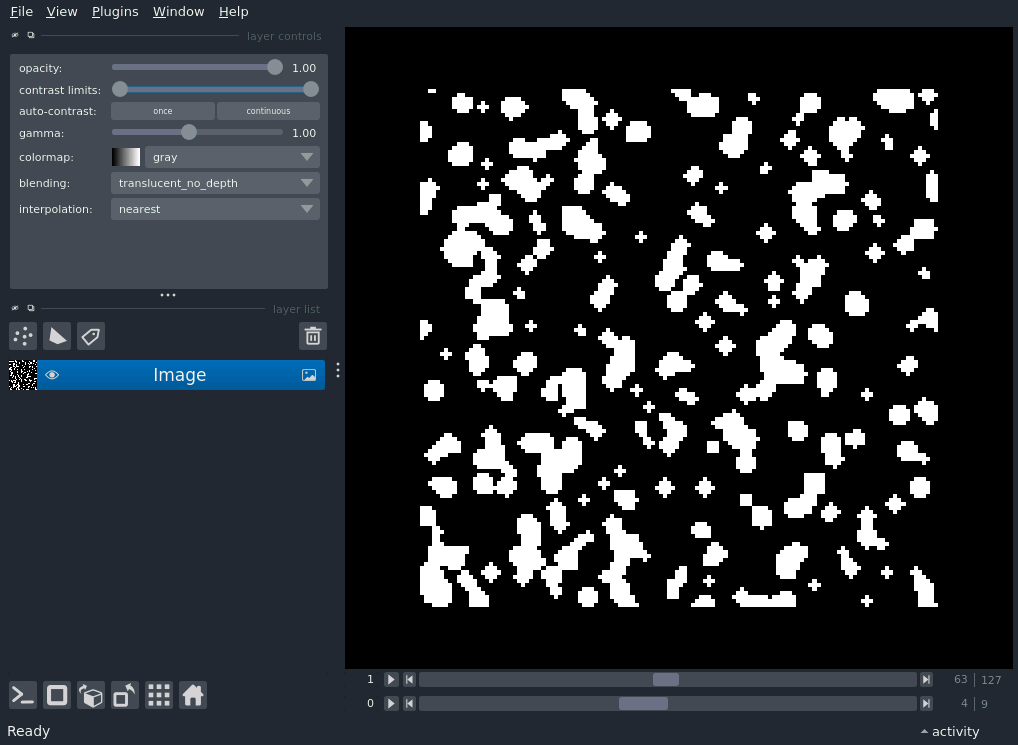 File View Plugins Window Help
layer controls
opacity: 1.00
contrast limits:
auto-contrast: once continuous
gamma: 1.00
colormap: gray
blending: translucent_no_depth
interpolation: nearest
layer list
Image
1 63 127
0 4 9
Ready activity